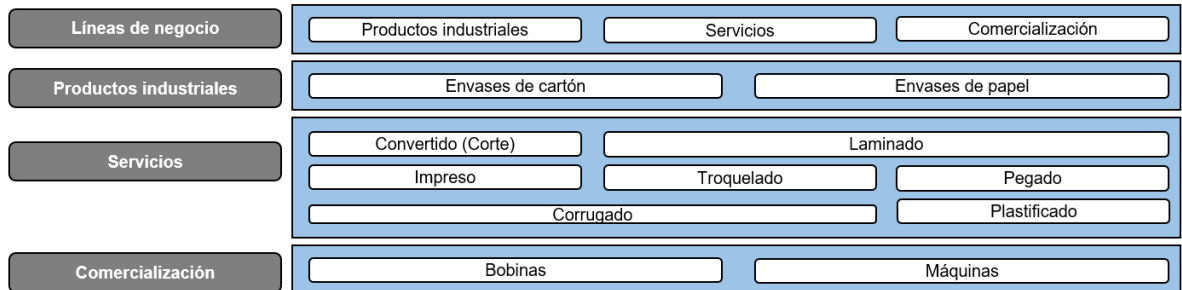 Líneas de negocio
Productos industriales
Servicios
Comercialización
Productos industriales
Envases de cartón
Envases de papel
Servicios
Convertido (Corte)
Laminado
Impreso
Troquelado
Pegado
Corrugado
Plastificado
Comercialización
Bobinas
Máquinas